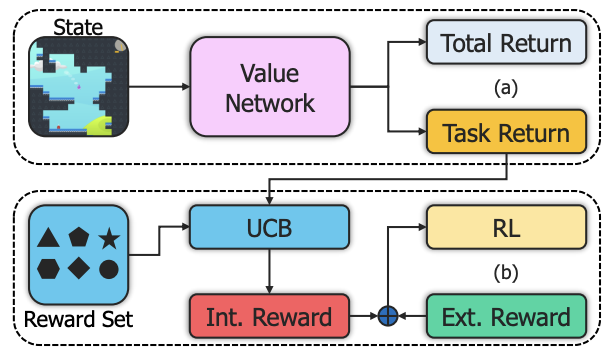 State
Value
Network
Total Return
(a)
Task Return
Reward Set
UCB
Int. Reward
RL
(b)
Ext. Reward